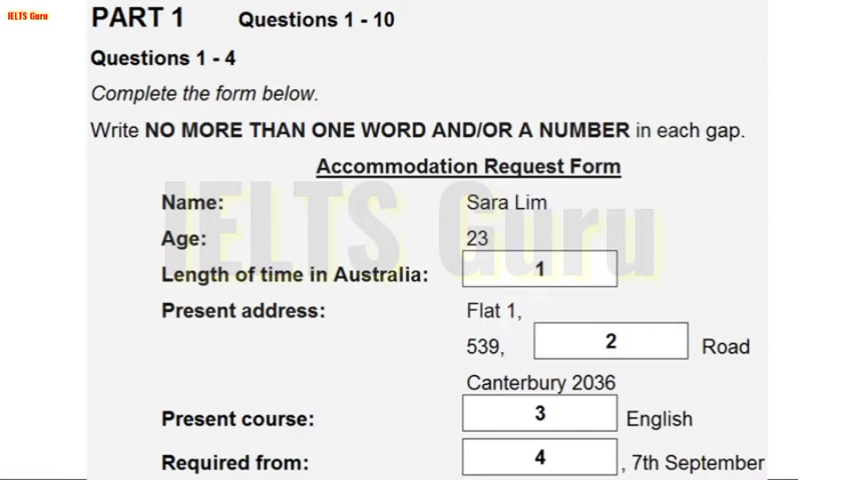 IELTS Guru
PART 1 Questions 1 - 10
Questions 1 - 4
Complete the form below.
Write NO MORE THAN ONE WORD AND/OR A NUMBER in each gap.
Accommodation Request Form
Name: Sara Lim
Age: 23
Length of time in Australia: 1
Present address: Flat 1,
539, 2 Road
Canterbury 2036
Present course: 3 English
Required from: 4 , 7th September
IELTS Guru